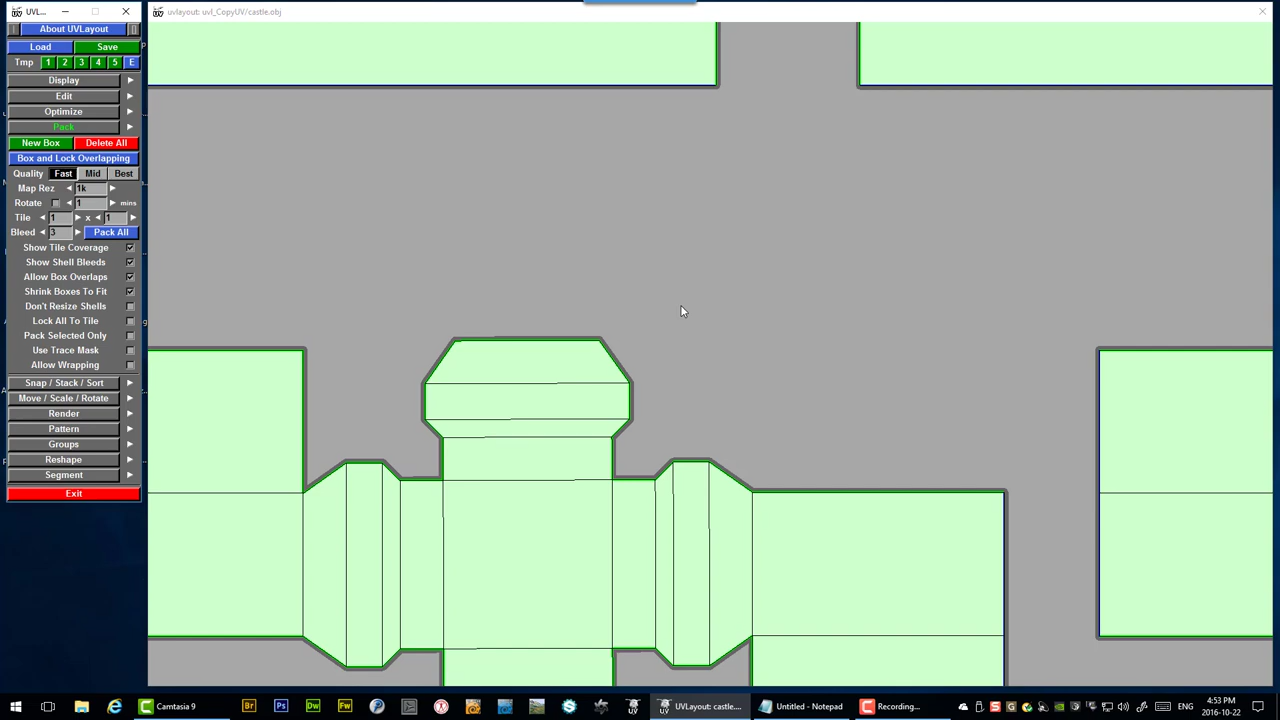 UVL...
uvlayout: uvl_CopyUV/castle.obj
About UVLayout
Load Save
Tmp 1 2 3 4 5 E
Display
Edit
Optimize
Pack
New Box Delete All
Box and Lock Overlapping
Quality Fast Mid Best
Map Rez 1k
Rotate 1 mins
Tile 1 x 1
Bleed 3 Pack All
Show Tile Coverage
Show Shell Bleeds
Allow Box Overlaps
Shrink Boxes To Fit
Don't Resize Shells
Lock All To Tile
Pack Selected Only
Use Trace Mask
Allow Wrapping
Snap / Stack / Sort
Move / Scale / Rotate
Render
Pattern
Groups
Reshape
Segment
Exit
Camtasia 9 Br Ps Dw Fw UVLayout: castle.... Untitled - Notepad Recording... ENG 4:53 PM
2016-10-22